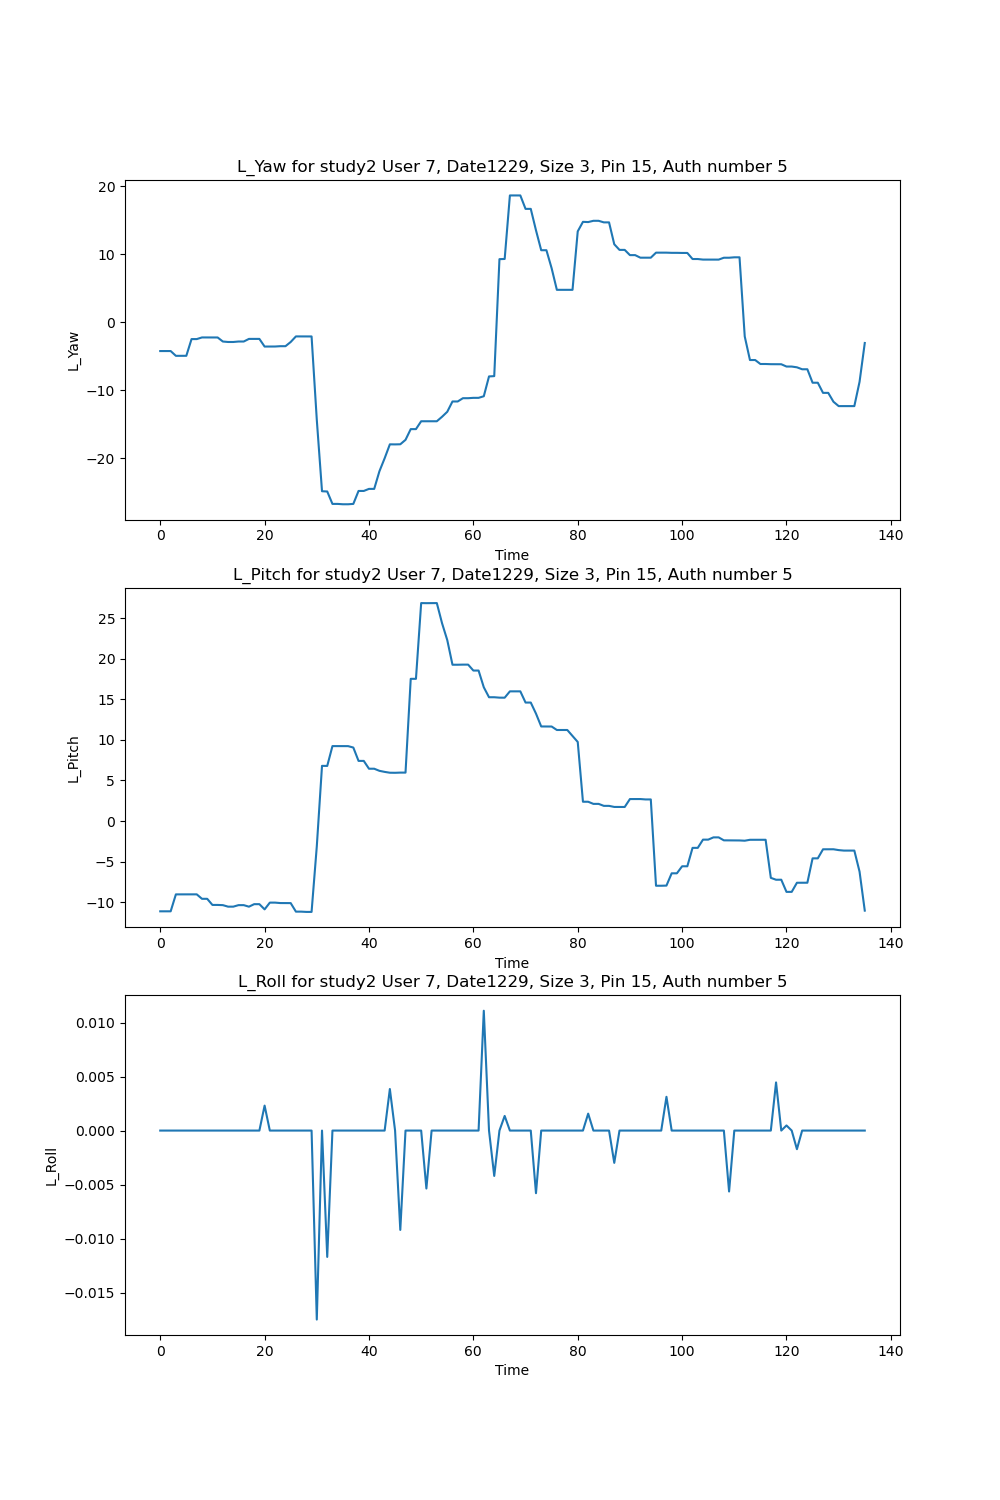 L_Yaw for study2 User 7, Date1229, Size 3, Pin 15, Auth number 5
20
10
0
−10
−20
L_Yaw
0 20 40 60 80 100 120 140
Time
L_Pitch for study2 User 7, Date1229, Size 3, Pin 15, Auth number 5
25
20
15
10
5
0
−5
−10
L_Pitch
0 20 40 60 80 100 120 140
Time
L_Roll for study2 User 7, Date1229, Size 3, Pin 15, Auth number 5
0.010
0.005
0.000
−0.005
−0.010
−0.015
L_Roll
0 20 40 60 80 100 120 140
Time